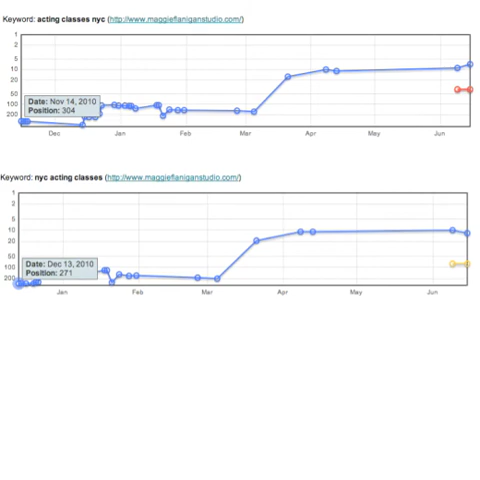 Keyword: acting classes nyc (http://www.maggieflaniganstudio.com/)
1
2
5
10
20
50
100
200
Date: Nov 14, 2010
Position: 304
Dec Jan Feb Mar Apr May Jun
Keyword: nyc acting classes (http://www.maggieflaniganstudio.com/)
1
2
5
10
20
50
100
200
Date: Dec 13, 2010
Position: 271
Jan Feb Mar Apr May Jun